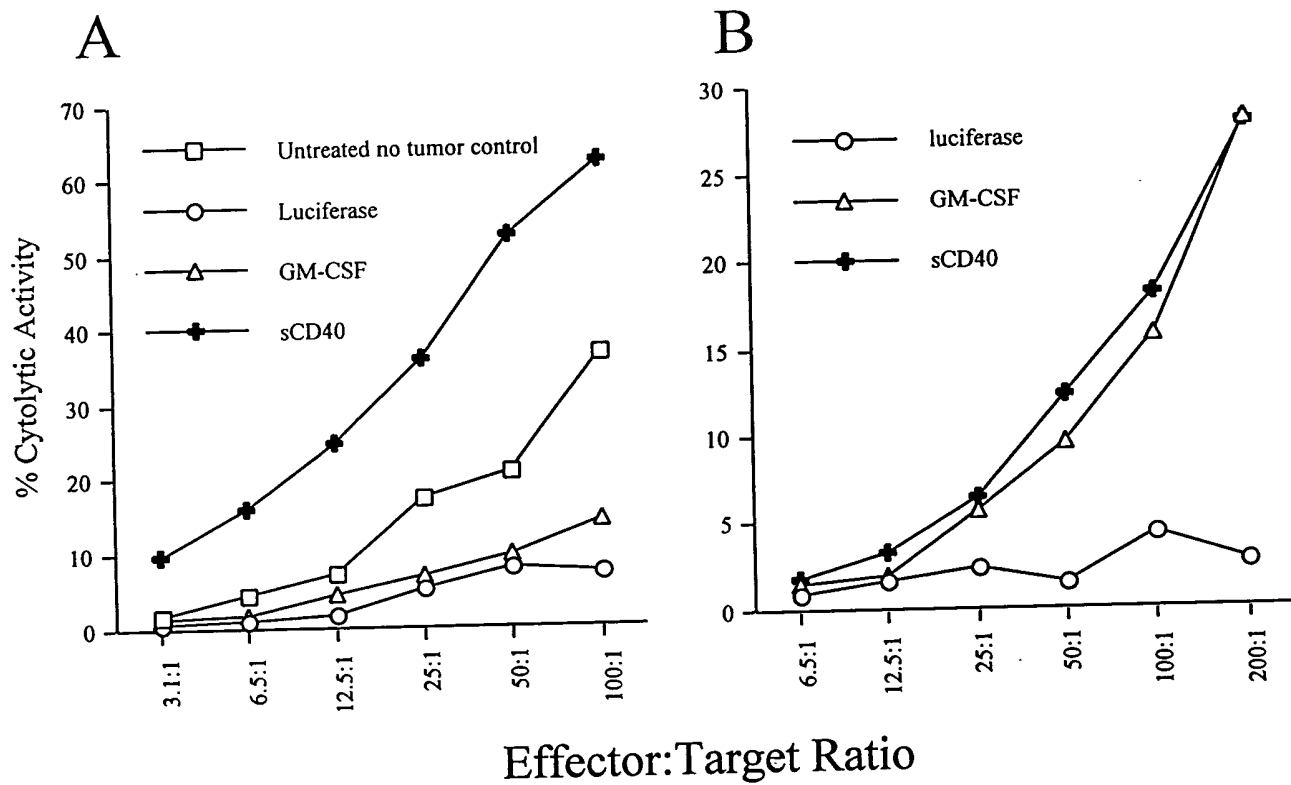 A
70
60
50
40
30
20
10
0
% Cytolytic Activity
Untreated no tumor control
Luciferase
GM-CSF
sCD40
3.1:1
6.5:1
12.5:1
25:1
50:1
100:1
B
30
25
20
15
10
5
0
luciferase
GM-CSF
sCD40
6.5:1
12.5:1
25:1
50:1
100:1
200:1
Effector:Target Ratio